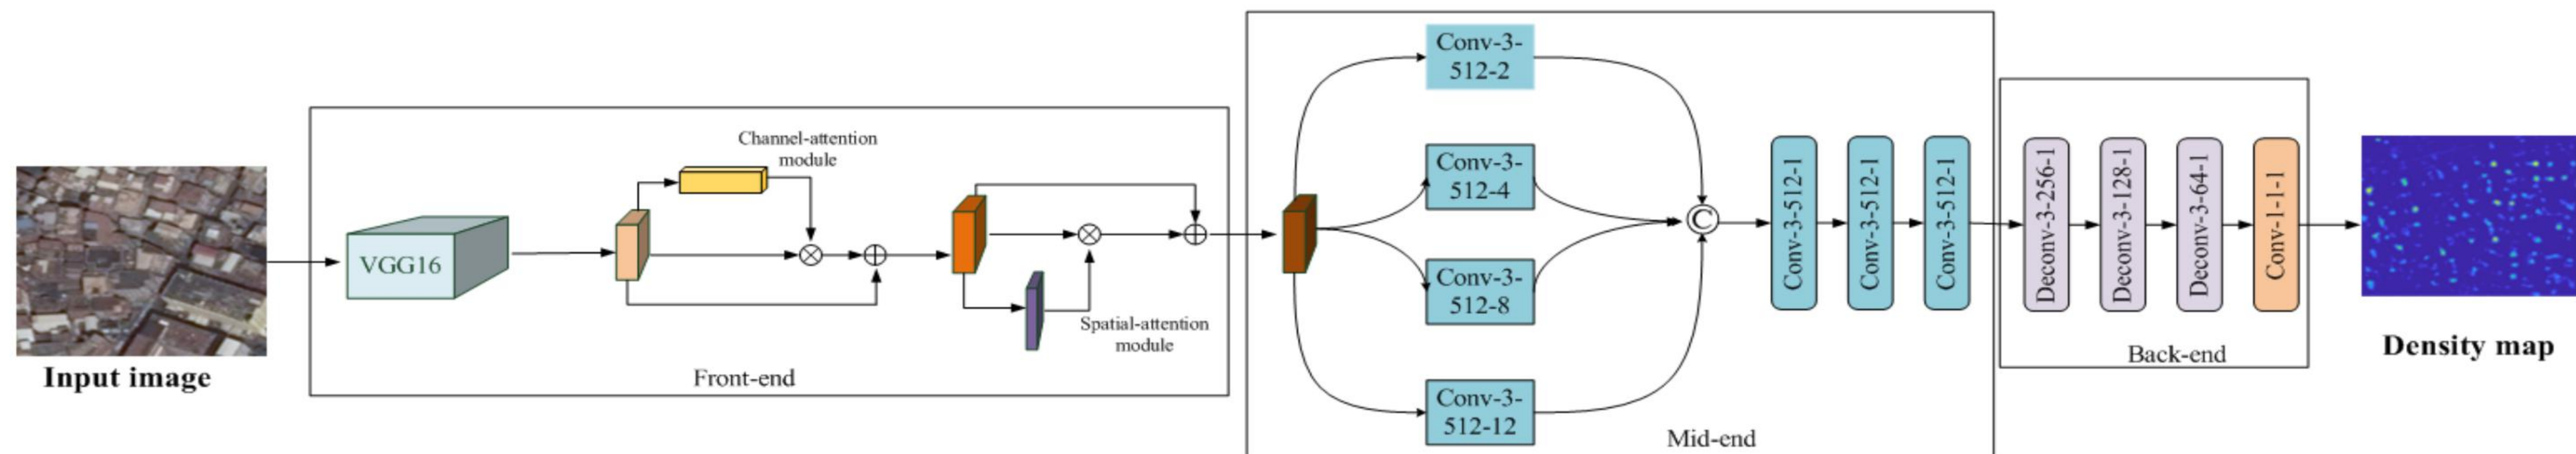 Input image
VGG16
Channel-attention
module
Spatial-attention
module
Front-end
Conv-3-
512-2
Conv-3-
512-4
Conv-3-
512-8
Conv-3-
512-12
C
Conv-3-512-1
Conv-3-512-1
Conv-3-512-1
Mid-end
Deconv-3-256-1
Deconv-3-128-1
Deconv-3-64-1
Conv-1-1-1
Back-end
Density map